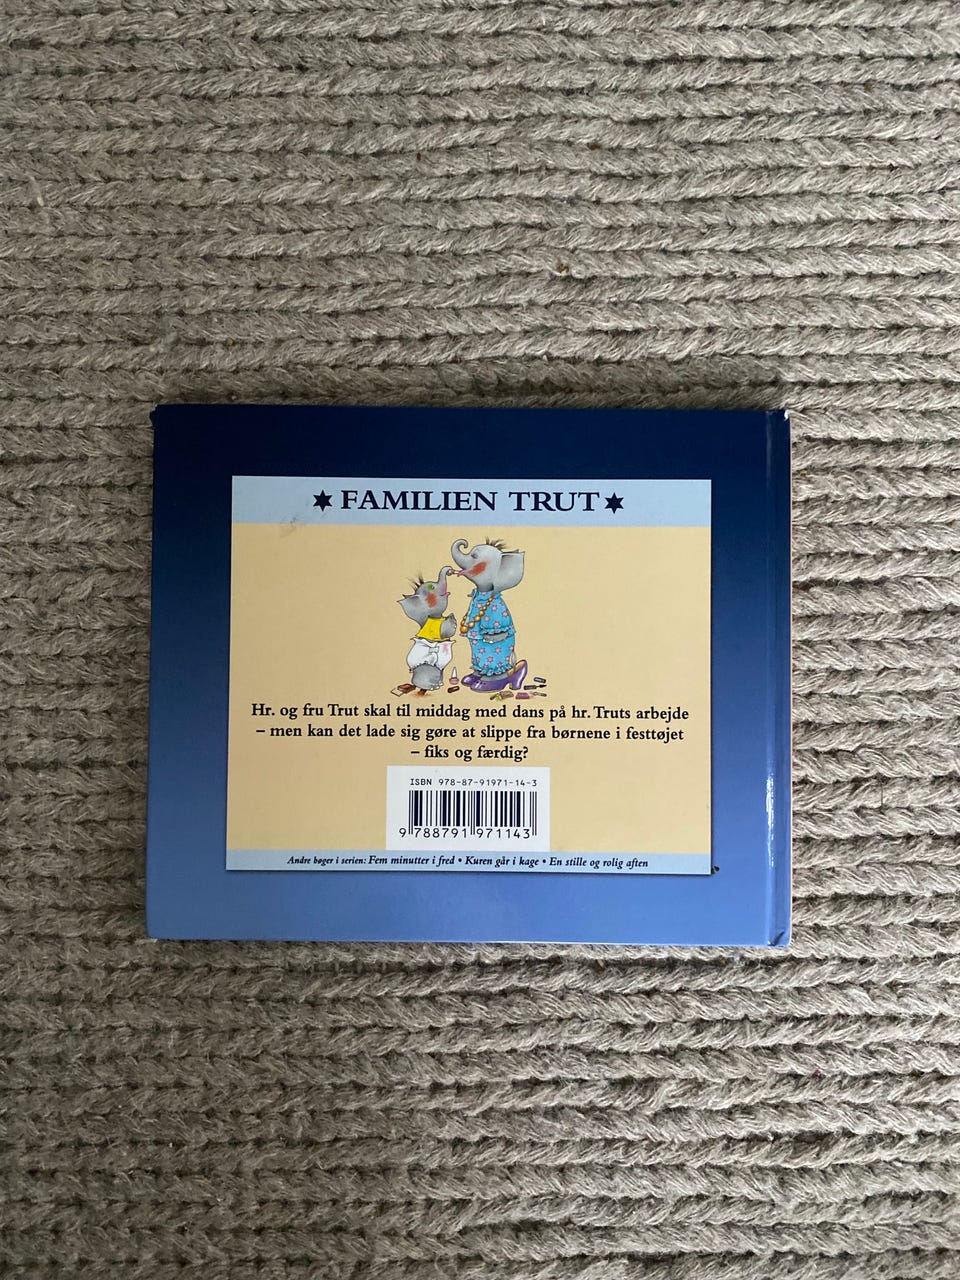 FAMILIEN TRUT
Hr. og fru Trut skal til middag med dans på hr. Truts arbejde
– men kan det lade sig gøre at slippe fra børnene i festtøjet
– fiks og færdig?
ISBN 978-87-91971-14-3
9 788791 971143
Andre bøger i serien: Fem minutter i fred • Kuren går i kage • En stille og rolig aften